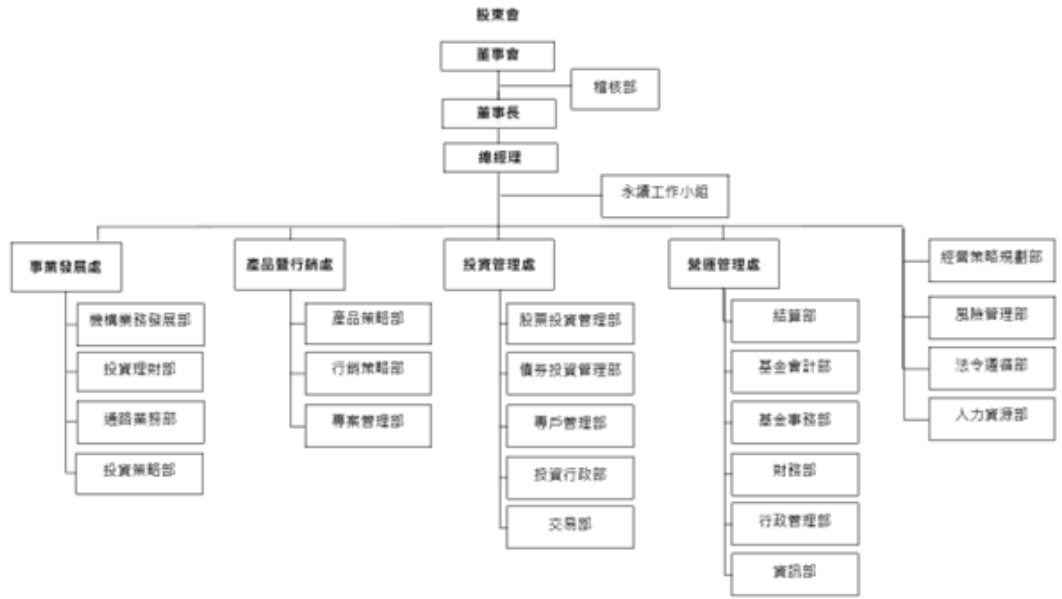 股東會
董事會
稽核部
董事長
總經理
永續工作小組
事業發展處
機構業務發展部
投資理財部
通路業務部
投資策略部
產品暨行銷處
產品策略部
行銷策略部
專案管理部
投資管理處
股票投資管理部
債券投資管理部
專戶管理部
投資行政部
交易部
營運管理處
結算部
基金會計部
基金事務部
財務部
行政管理部
資訊部
經營策略規劃部
風險管理部
法令遵循部
人力資源部